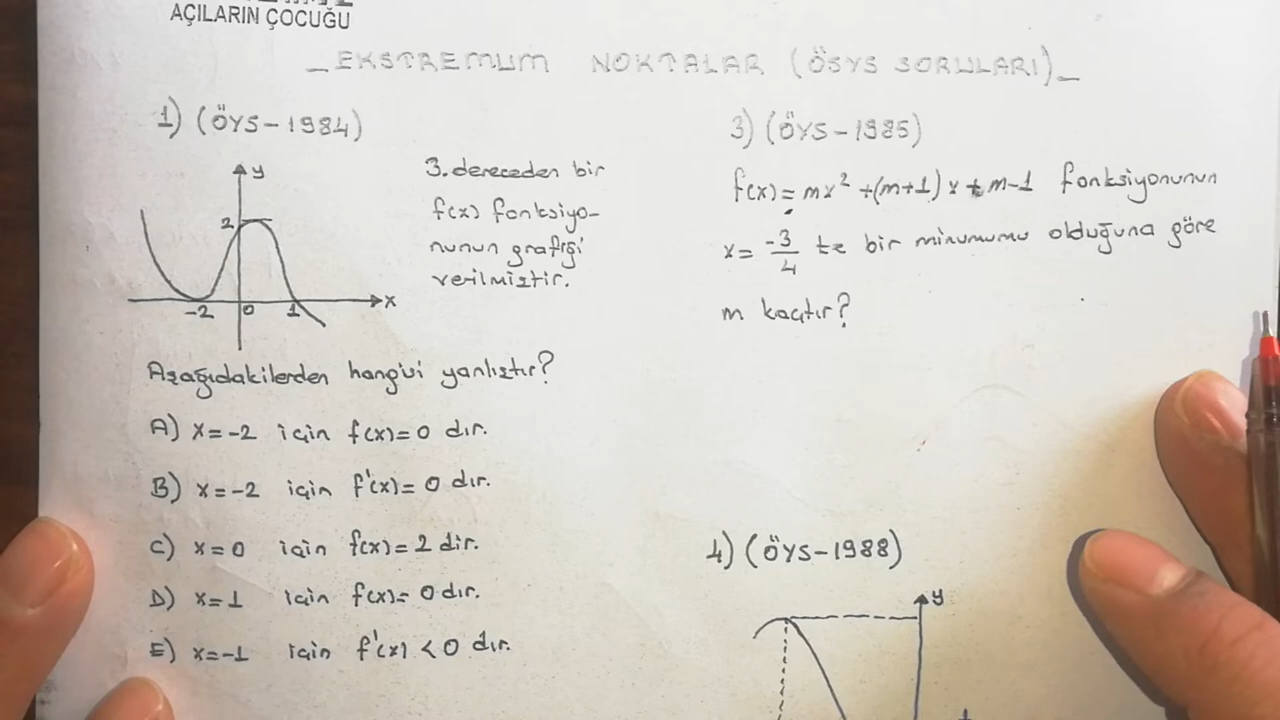 AÇILARIN ÇOCUĞU
_EKSTREMUM NOKTALAR (ÖSYS SORULARI)_
1) (ÖYS-1984)
3. dereceden bir
f(x) fonksiyo-
nunun grafiği
verilmiştir.
y
2
-2 0 1 x
Aşağıdakilerden hangisi yanlıştır?
A) x=-2 için f(x)=0 dır.
B) x=-2 için f'(x)=0 dır.
C) x=0 için f(x)=2 dir.
D) x=1 için f(x)=0 dır.
E) x=-1 için f'(x)<0 dır.
3) (ÖYS-1985)
f(x)=mx²+(m+1)x+m-1 fonksiyonunun
x=-3/4 te bir minumumu olduğuna göre
m kaçtır?
4) (ÖYS-1988)
y